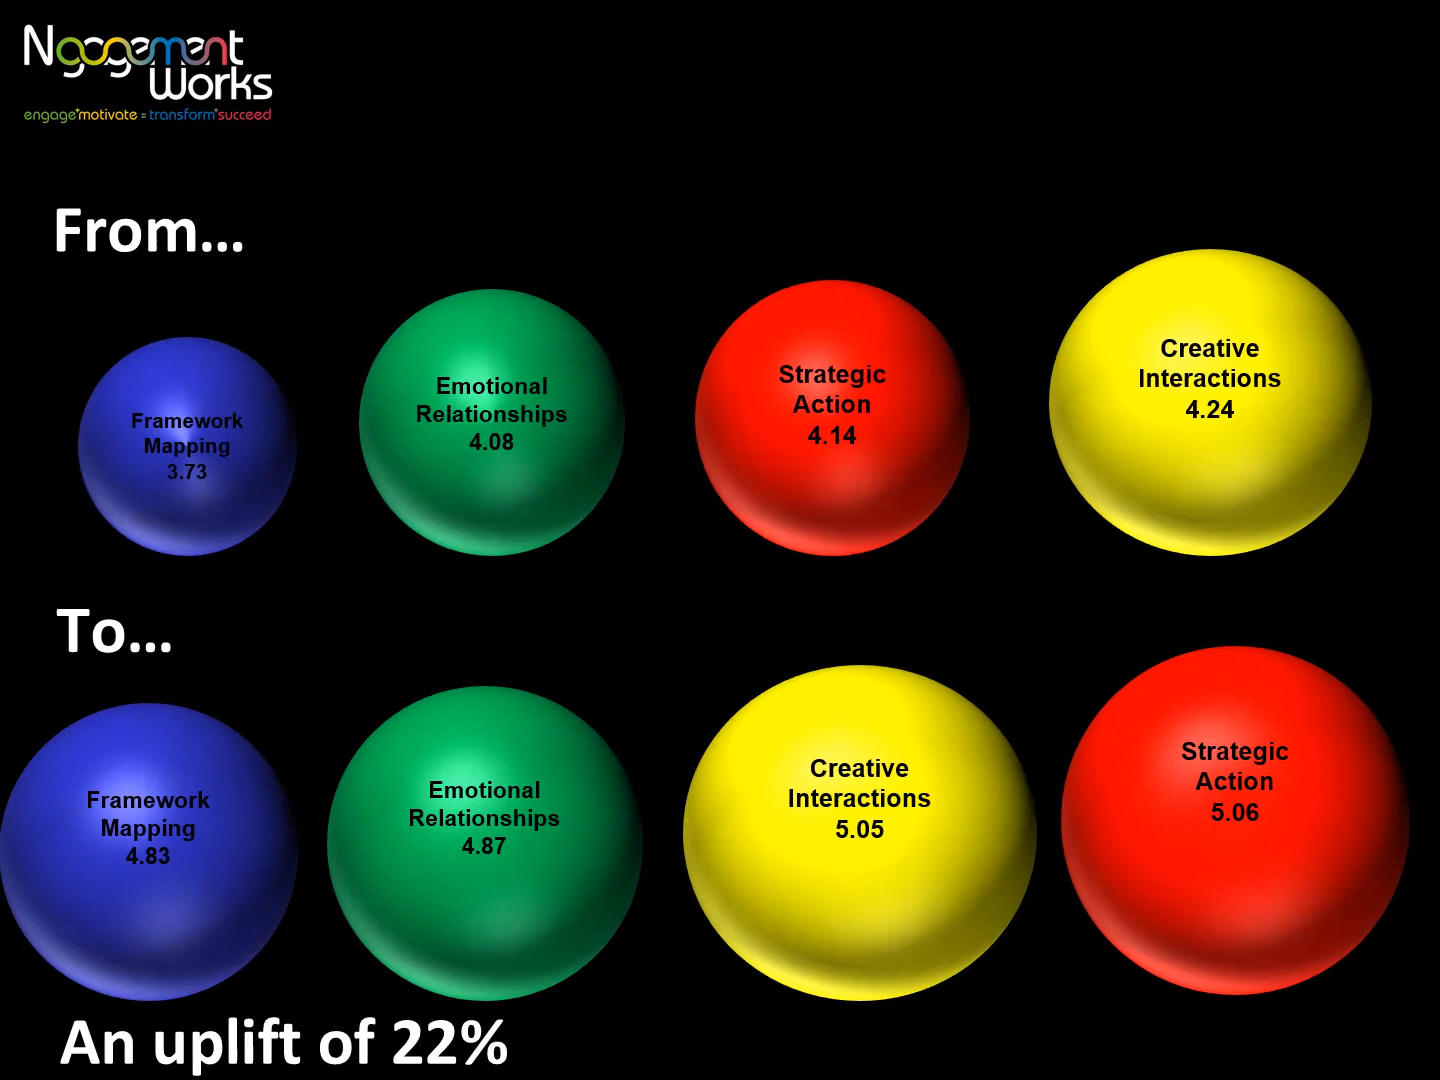 Ngagement
Works
engage+motivate = transform+succeed
From...
Framework
Mapping
3.73
Emotional
Relationships
4.08
Strategic
Action
4.14
Creative
Interactions
4.24
To...
Framework
Mapping
4.83
Emotional
Relationships
4.87
Creative
Interactions
5.05
Strategic
Action
5.06
An uplift of 22%